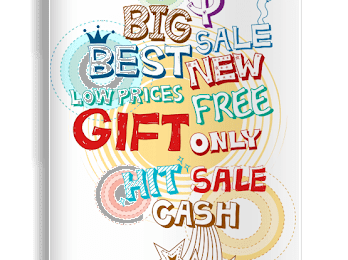 BIG
BEST SALE
NEW
LOW PRICES FREE
GIFT ONLY
HIT SALE
CASH